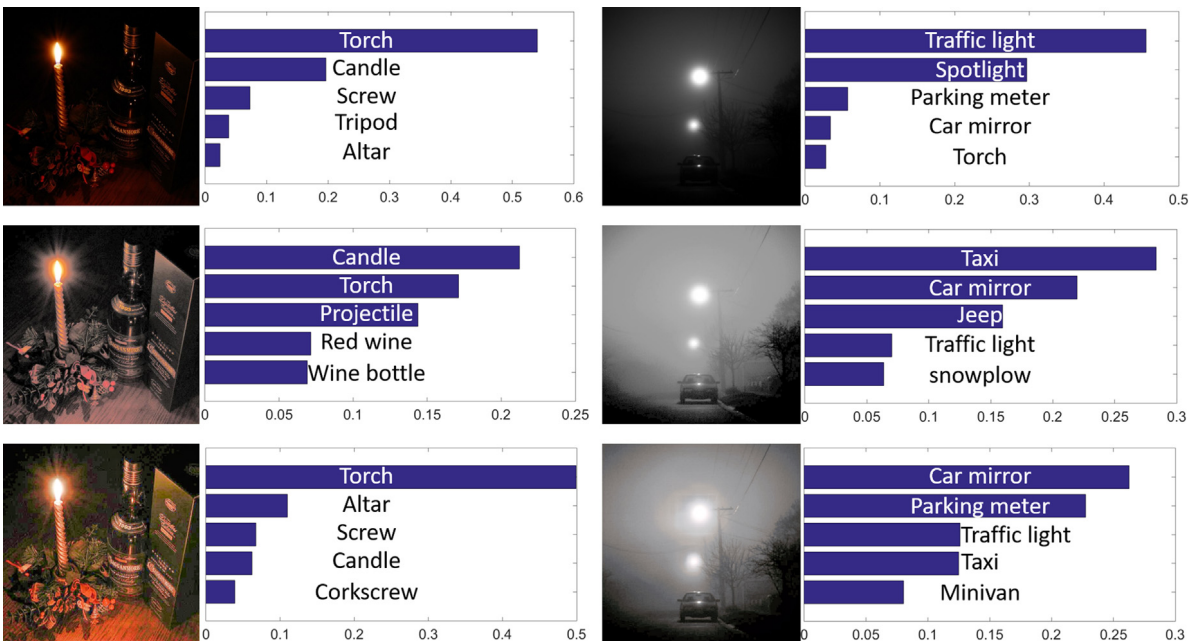 Torch
Candle
Screw
Tripod
Altar
0 0.1 0.2 0.3 0.4 0.5 0.6
Traffic light
Spotlight
Parking meter
Car mirror
Torch
0 0.1 0.2 0.3 0.4 0.5
Candle
Torch
Projectile
Red wine
Wine bottle
0 0.05 0.1 0.15 0.2 0.25
Taxi
Car mirror
Jeep
Traffic light
snowplow
0 0.05 0.1 0.15 0.2 0.25 0.3
Torch
Altar
Screw
Candle
Corkscrew
0 0.1 0.2 0.3 0.4 0.5
Car mirror
Parking meter
Traffic light
Taxi
Minivan
0 0.05 0.1 0.15 0.2 0.25 0.3